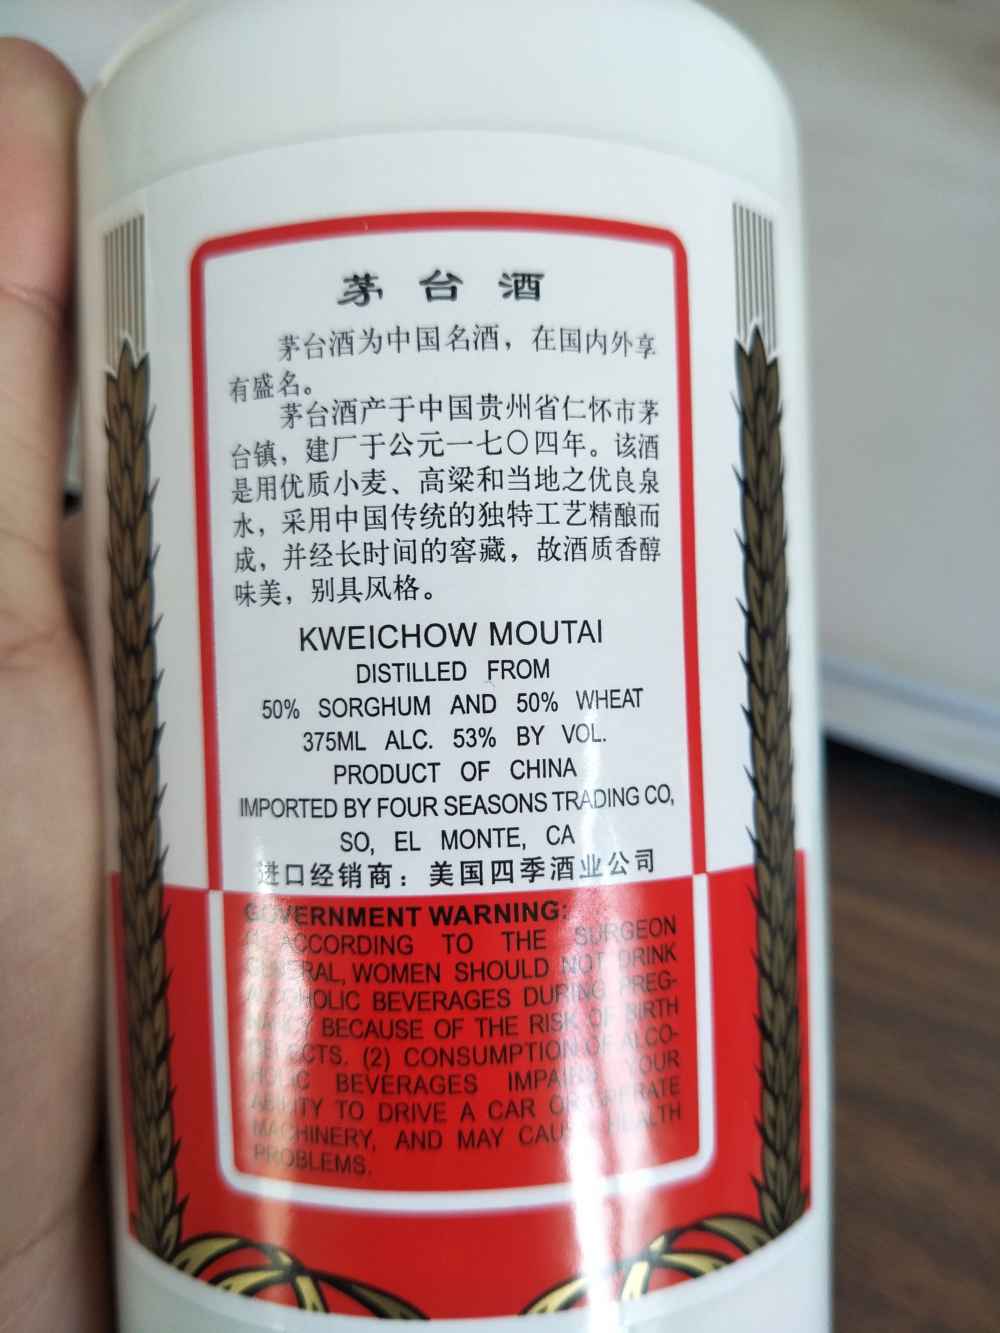 茅台酒
茅台酒为中国名酒，在国内外享
有盛名。
茅台酒产于中国贵州省仁怀市茅
台镇，建厂于公元一七〇四年。该酒
是用优质小麦、高粱和当地之优良泉
水，采用中国传统的独特工艺精酿而
成，并经长时间的窖藏，故酒质香醇
味美，别具风格。
KWEICHOW MOUTAI
DISTILLED FROM
50% SORGHUM AND 50% WHEAT
375ML ALC. 53% BY VOL.
PRODUCT OF CHINA
IMPORTED BY FOUR SEASONS TRADING CO,
SO, EL MONTE, CA
进口经销商：美国四季酒业公司
GOVERNMENT WARNING:
ACCORDING TO THE SURGEON
GENERAL, WOMEN SHOULD NOT DRINK
ALCOHOLIC BEVERAGES DURING PREG-
NANCY BECAUSE OF THE RISK OF BIRTH
DEFECTS. (2) CONSUMPTION OF ALCO-
HOLIC BEVERAGES IMPAIRS YOUR
ABILITY TO DRIVE A CAR OR OPERATE
MACHINERY, AND MAY CAUSE HEALTH
PROBLEMS.